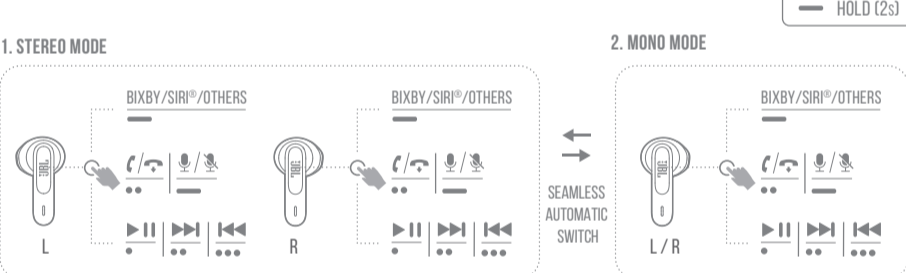 HOLD (2s)
1. STEREO MODE
2. MONO MODE
BIXBY/SIRI®/OTHERS
BIXBY/SIRI®/OTHERS
BIXBY/SIRI®/OTHERS
JBL
JBL
JBL
SEAMLESS
AUTOMATIC
SWITCH
L
R
L / R